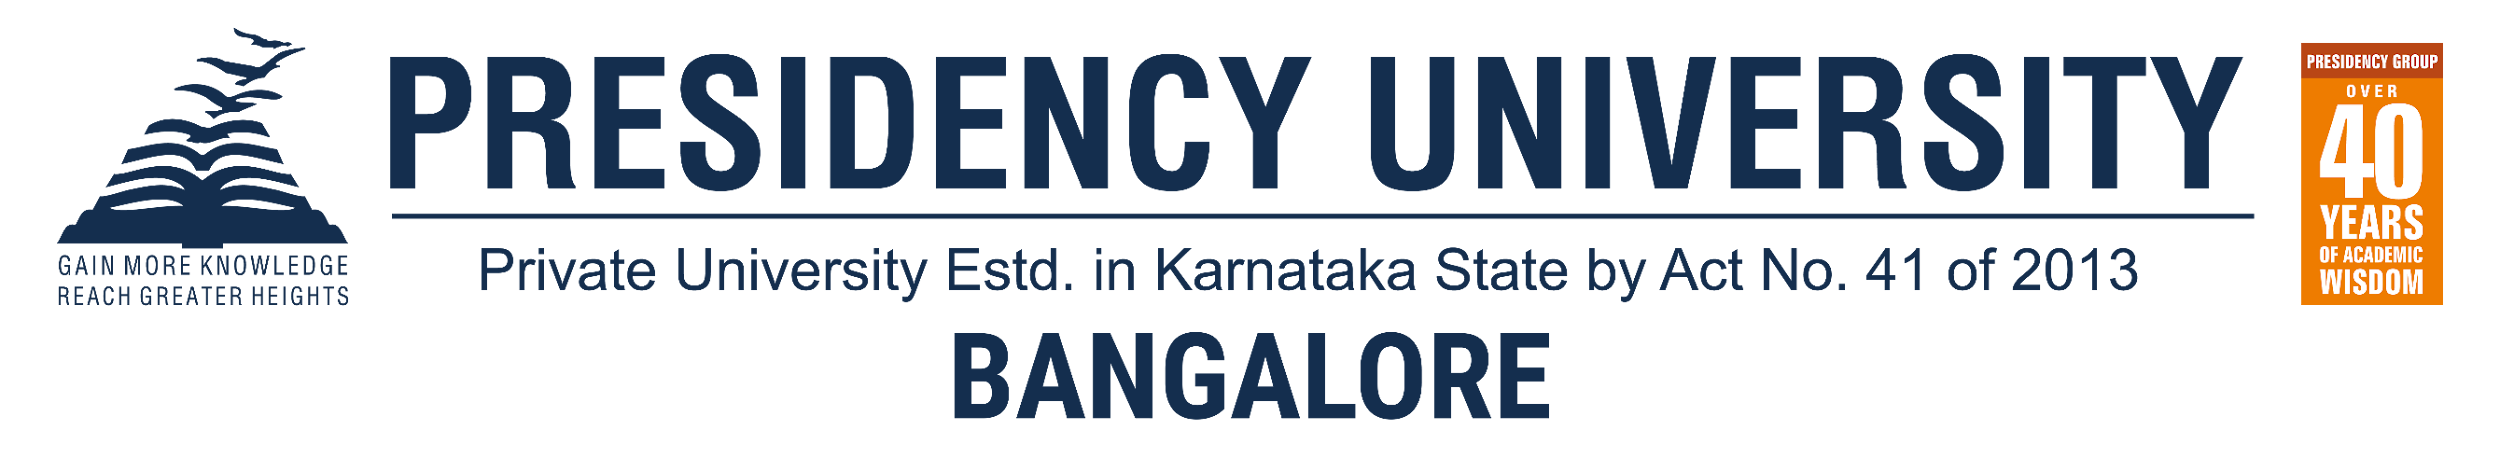 PRESIDENCY UNIVERSITY
Private University Estd. in Karnataka State by Act No. 41 of 2013
BANGALORE
GAIN MORE KNOWLEDGE
REACH GREATER HEIGHTS
PRESIDENCY GROUP
OVER
40
YEARS
OF ACADEMIC
WISDOM